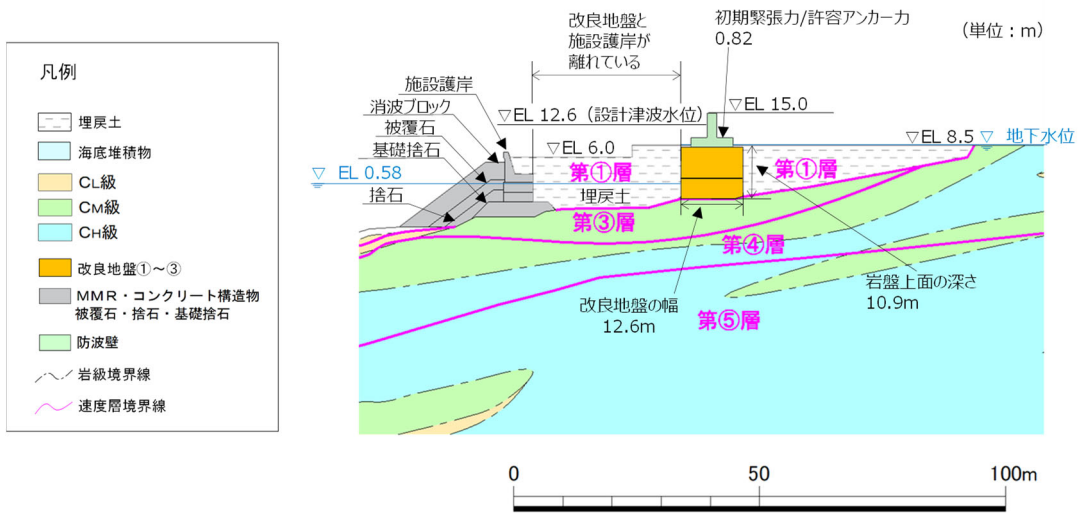 改良地盤と
施設護岸が
離れている
初期緊張力/許容アンカー力
0.82
(単位：m)
凡例
埋戻土
海底堆積物
CL級
CM級
CH級
改良地盤①～③
MMR・コンクリート構造物
被覆石・捨石・基礎捨石
防波壁
岩級境界線
速度層境界線
施設護岸
消波ブロック
被覆石
基礎捨石
▽ EL 0.58
捨石
▽EL 12.6 (設計津波水位)
▽EL 15.0
▽EL 6.0
▽EL 8.5 ▽ 地下水位
第①層
第①層
埋戻土
第③層
第④層
岩盤上面の深さ
10.9m
改良地盤の幅
12.6m
第⑤層
0 50 100m